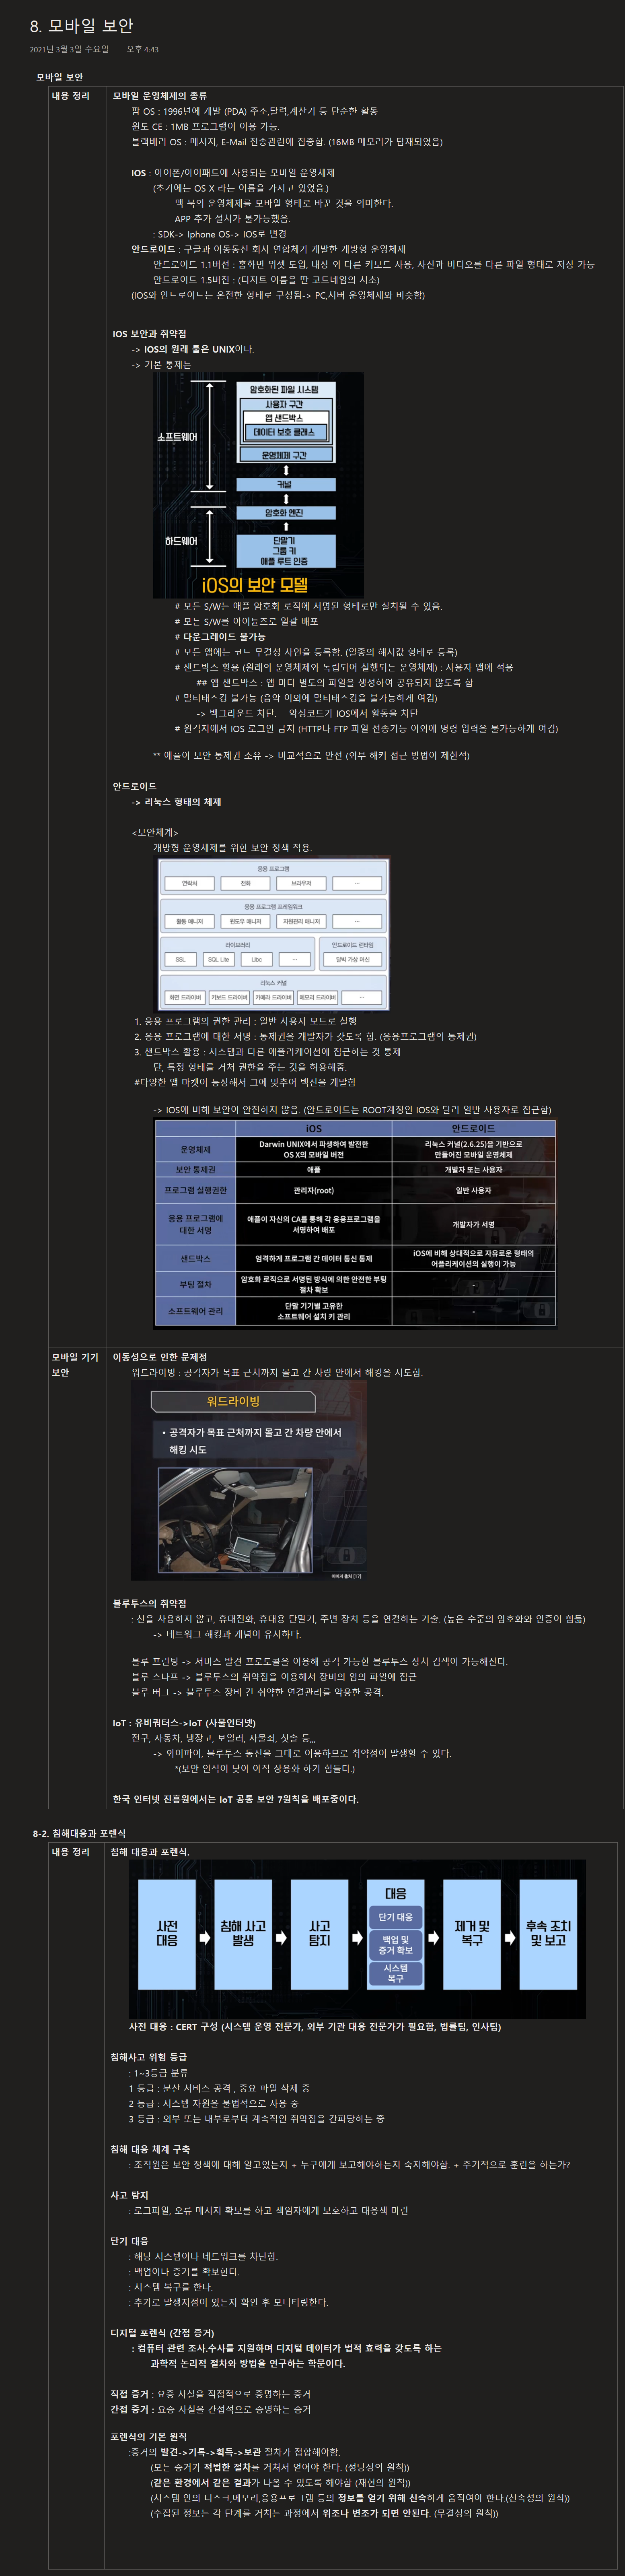 8. 모바일 보안
2021년 3월 3일 수요일 오후 4:43
모바일 보안
내용 정리
모바일 운영체제의 종류
팜 OS : 1996년에 개발 (PDA) 주소,달력,계산기 등 단순한 활동
윈도 CE : 1MB 프로그램이 이용 가능.
블랙베리 OS : 메시지, E-Mail 전송관련에 집중함. (16MB 메모리가 탑재되었음)
IOS : 아이폰/아이패드에 사용되는 모바일 운영체제
(초기에는 OS X 라는 이름을 가지고 있었음.)
맥 북의 운영체제를 모바일 형태로 바꾼 것을 의미한다.
APP 추가 설치가 불가능했음.
: SDK-> Iphone OS-> IOS로 변경
안드로이드 : 구글과 이동통신 회사 연합체가 개발한 개방형 운영체제
안드로이드 1.1버전 : 홈화면 위젯 도입, 내장 외 다른 키보드 사용, 사진과 비디오를 다른 파일 형태로 저장 가능
안드로이드 1.5버전 : (디저트 이름을 딴 코드네임의 시초)
(IOS와 안드로이드는 온전한 형태로 구성됨-> PC,서버 운영체제와 비슷함)
IOS 보안과 취약점
-> IOS의 원래 틀은 UNIX이다.
-> 기본 통제는
암호화된 파일 시스템
사용자 구간
앱 샌드박스
데이터 보호 클래스
운영체제 구간
소프트웨어
커널
암호화 엔진
하드웨어
단말기
그룹 키
애플 루트 인증
iOS의 보안 모델
# 모든 S/W는 애플 암호화 로직에 서명된 형태로만 설치될 수 있음.
# 모든 S/W를 아이튠즈로 일괄 배포
# 다운그레이드 불가능
# 모든 앱에는 코드 무결성 사인을 등록함. (일종의 해시값 형태로 등록)
# 샌드박스 활용 (원래의 운영체제와 독립되어 실행되는 운영체제) : 사용자 앱에 적용
## 앱 샌드박스 : 앱 마다 별도의 파일을 생성하여 공유되지 않도록 함
# 멀티태스킹 불가능 (음악 이외에 멀티태스킹을 불가능하게 여김)
-> 백그라운드 차단. = 악성코드가 IOS에서 활동을 차단
# 원격지에서 IOS 로그인 금지 (HTTP나 FTP 파일 전송기능 이외에 명령 입력을 불가능하게 여김)
** 애플이 보안 통제권 소유 -> 비교적으로 안전 (외부 해커 접근 방법이 제한적)
안드로이드
-> 리눅스 형태의 체제
<보안체계>
개방형 운영체제를 위한 보안 정책 적용.
응용 프로그램
연락처 전화 브라우저 ...
응용 프로그램 프레임워크
활동 매니저 윈도우 매니저 자원관리 매니저 ...
라이브러리 안드로이드 런타임
SSL SQL Lite Libc ... 달빅 가상 머신
리눅스 커널
화면 드라이버 키보드 드라이버 카메라 드라이버 메모리 드라이버 ...
1. 응용 프로그램의 권한 관리 : 일반 사용자 모드로 실행
2. 응용 프로그램에 대한 서명 : 통제권을 개발자가 갖도록 함. (응용프로그램의 통제권)
3. 샌드박스 활용 : 시스템과 다른 애플리케이션에 접근하는 것 통제
단, 특정 형태를 거쳐 권한을 주는 것을 허용해줌.
#다양한 앱 마켓이 등장해서 그에 맞추어 백신을 개발함
-> IOS에 비해 보안이 안전하지 않음. (안드로이드는 ROOT계정인 IOS와 달리 일반 사용자로 접근함)
iOS 안드로이드
운영체제 Darwin UNIX에서 파생하여 발전한 OS X의 모바일 버전 리눅스 커널(2.6.25)을 기반으로 만들어진 모바일 운영체제
보안 통제권 애플 개발자 또는 사용자
프로그램 실행권한 관리자(root) 일반 사용자
응용 프로그램에 대한 서명 애플이 자신의 CA를 통해 각 응용프로그램을 서명하여 배포 개발자가 서명
샌드박스 엄격하게 프로그램 간 데이터 통신 통제 iOS에 비해 상대적으로 자유로운 형태의 어플리케이션의 실행이 가능
부팅 절차 암호화 로직으로 서명된 방식에 의한 안전한 부팅 절차 확보 -
소프트웨어 관리 단말 기기별 고유한 소프트웨어 설치 키 관리 -
모바일 기기
보안
이동성으로 인한 문제점
워드라이빙 : 공격자가 목표 근처까지 몰고 간 차량 안에서 해킹을 시도함.
워드라이빙
• 공격자가 목표 근처까지 몰고 간 차량 안에서
해킹 시도
이미지 출처 [17]
블루투스의 취약점
: 선을 사용하지 않고, 휴대전화, 휴대용 단말기, 주변 장치 등을 연결하는 기술. (높은 수준의 암호화와 인증이 힘듦)
-> 네트워크 해킹과 개념이 유사하다.
블루 프린팅 -> 서비스 발견 프로토콜을 이용해 공격 가능한 블루투스 장치 검색이 가능해진다.
블루 스나프 -> 블루투스의 취약점을 이용해서 장비의 임의 파일에 접근
블루 버그 -> 블루투스 장비 간 취약한 연결관리를 악용한 공격.
IoT : 유비쿼터스->IoT (사물인터넷)
전구, 자동차, 냉장고, 보일러, 자물쇠, 칫솔 등,,,
-> 와이파이, 블루투스 통신을 그대로 이용하므로 취약점이 발생할 수 있다.
*(보안 인식이 낮아 아직 상용화 하기 힘들다.)
한국 인터넷 진흥원에서는 IoT 공통 보안 7원칙을 배포중이다.
8-2. 침해대응과 포렌식
내용 정리
침해 대응과 포렌식.
사전
대응
침해 사고
발생
사고
탐지
대응
단기 대응
백업 및
증거 확보
시스템
복구
제거 및
복구
후속 조치
및 보고
사전 대응 : CERT 구성 (시스템 운영 전문가, 외부 기관 대응 전문가가 필요함, 법률팀, 인사팀)
침해사고 위험 등급
: 1~3등급 분류
1 등급 : 분산 서비스 공격 , 중요 파일 삭제 중
2 등급 : 시스템 자원을 불법적으로 사용 중
3 등급 : 외부 또는 내부로부터 계속적인 취약점을 간파당하는 중
침해 대응 체계 구축
: 조직원은 보안 정책에 대해 알고있는지 + 누구에게 보고해야하는지 숙지해야함. + 주기적으로 훈련을 하는가?
사고 탐지
: 로그파일, 오류 메시지 확보를 하고 책임자에게 보호하고 대응책 마련
단기 대응
: 해당 시스템이나 네트워크를 차단함.
: 백업이나 증거를 확보한다.
: 시스템 복구를 한다.
: 추가로 발생지점이 있는지 확인 후 모니터링한다.
디지털 포렌식 (간접 증거)
: 컴퓨터 관련 조사.수사를 지원하며 디지털 데이터가 법적 효력을 갖도록 하는
과학적 논리적 절차와 방법을 연구하는 학문이다.
직접 증거 : 요증 사실을 직접적으로 증명하는 증거
간접 증거 : 요증 사실을 간접적으로 증명하는 증거
포렌식의 기본 원칙
:증거의 발견->기록->획득->보관 절차가 접합해야함.
(모든 증거가 적법한 절차를 거쳐서 얻어야 한다. (정당성의 원칙))
(같은 환경에서 같은 결과가 나올 수 있도록 해야함 (재현의 원칙))
(시스템 안의 디스크,메모리,응용프로그램 등의 정보를 얻기 위해 신속하게 움직여야 한다.(신속성의 원칙))
(수집된 정보는 각 단계를 거치는 과정에서 위조나 변조가 되면 안된다. (무결성의 원칙))